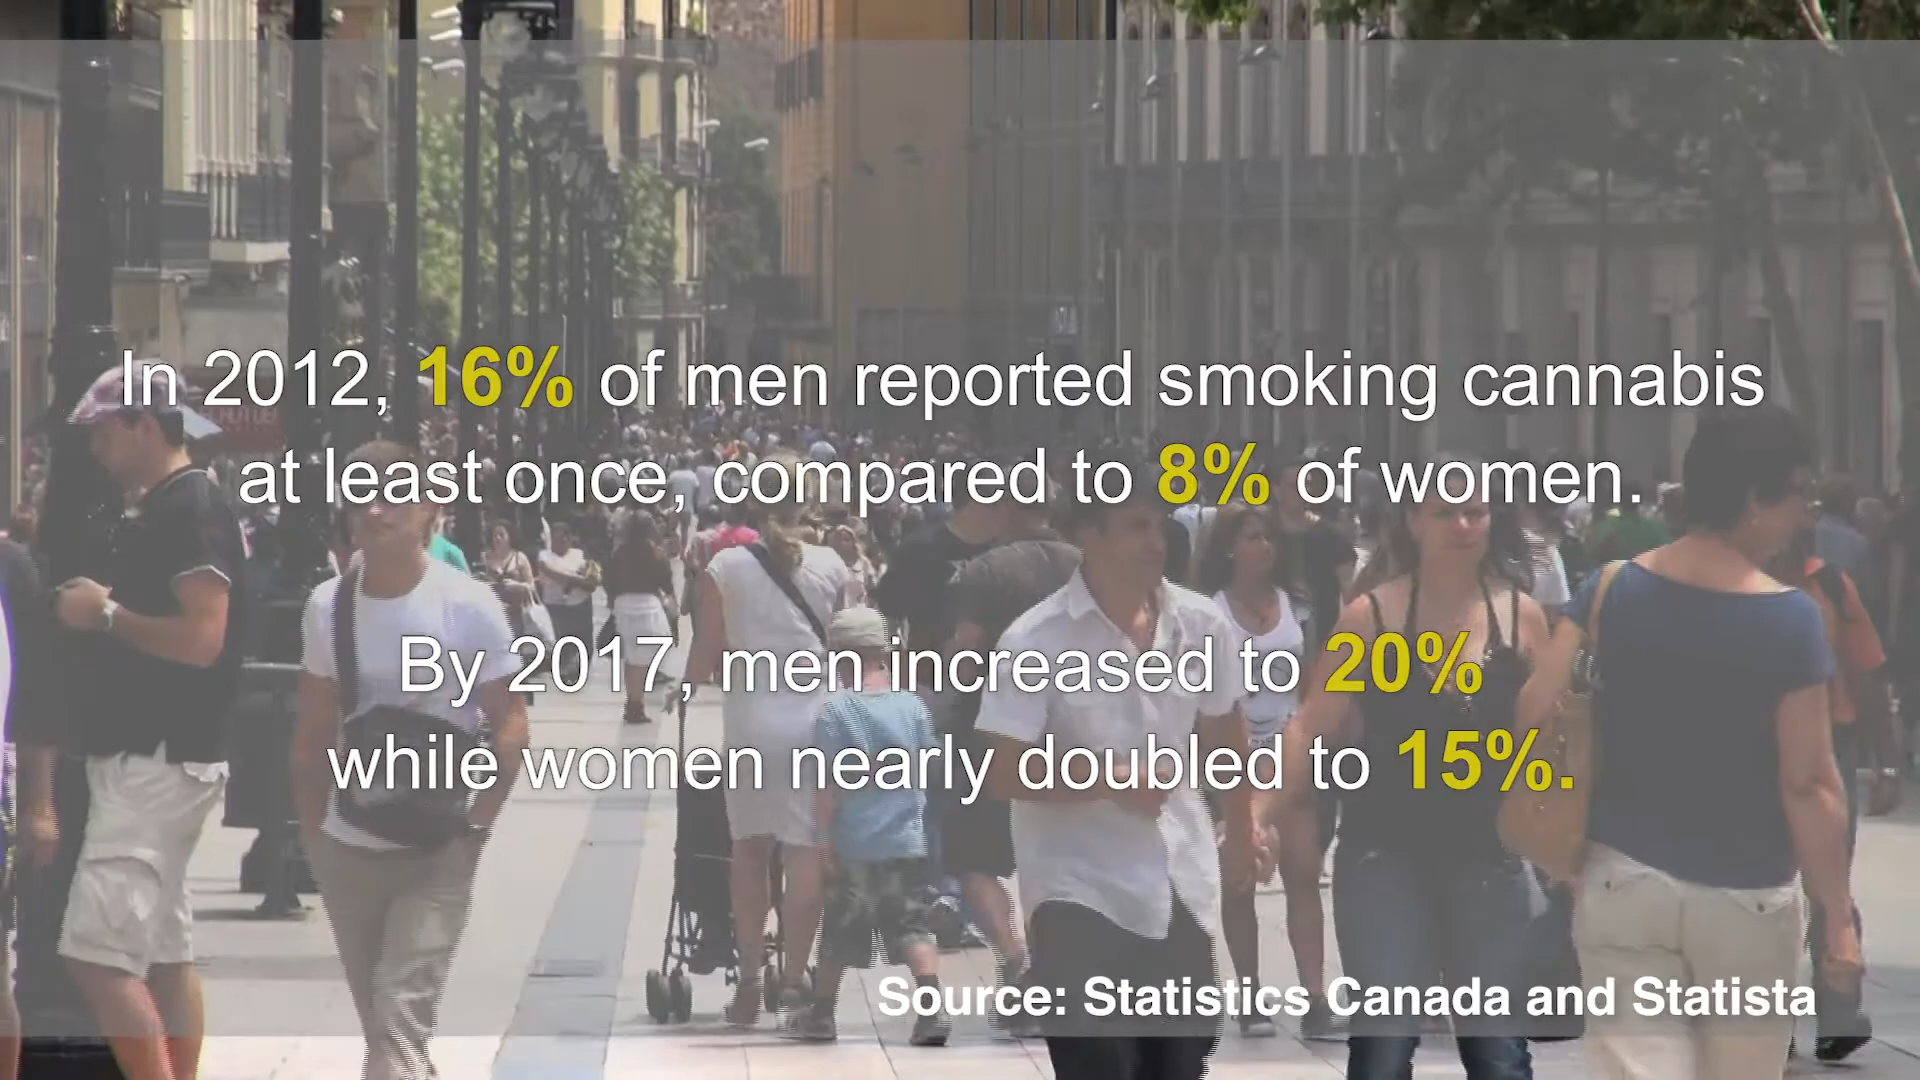 In 2012, 16% of men reported smoking cannabis
at least once, compared to 8% of women.
By 2017, men increased to 20%
while women nearly doubled to 15%.
Source: Statistics Canada and Statista